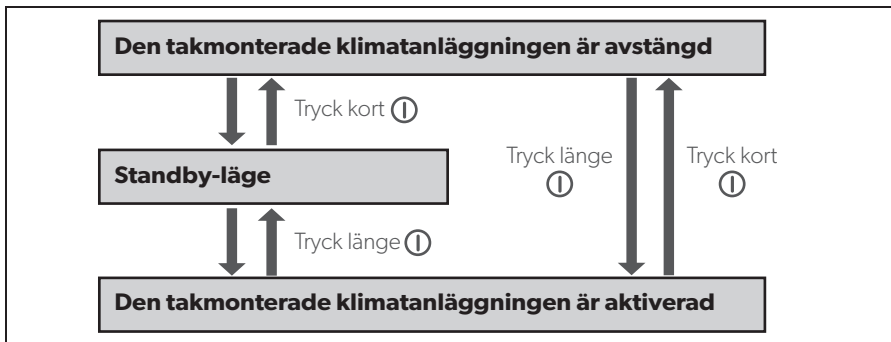 Den takmonterade klimatanläggningen är avstängd
Tryck kort
Tryck länge
Tryck kort
Standby-läge
Tryck länge
Den takmonterade klimatanläggningen är aktiverad